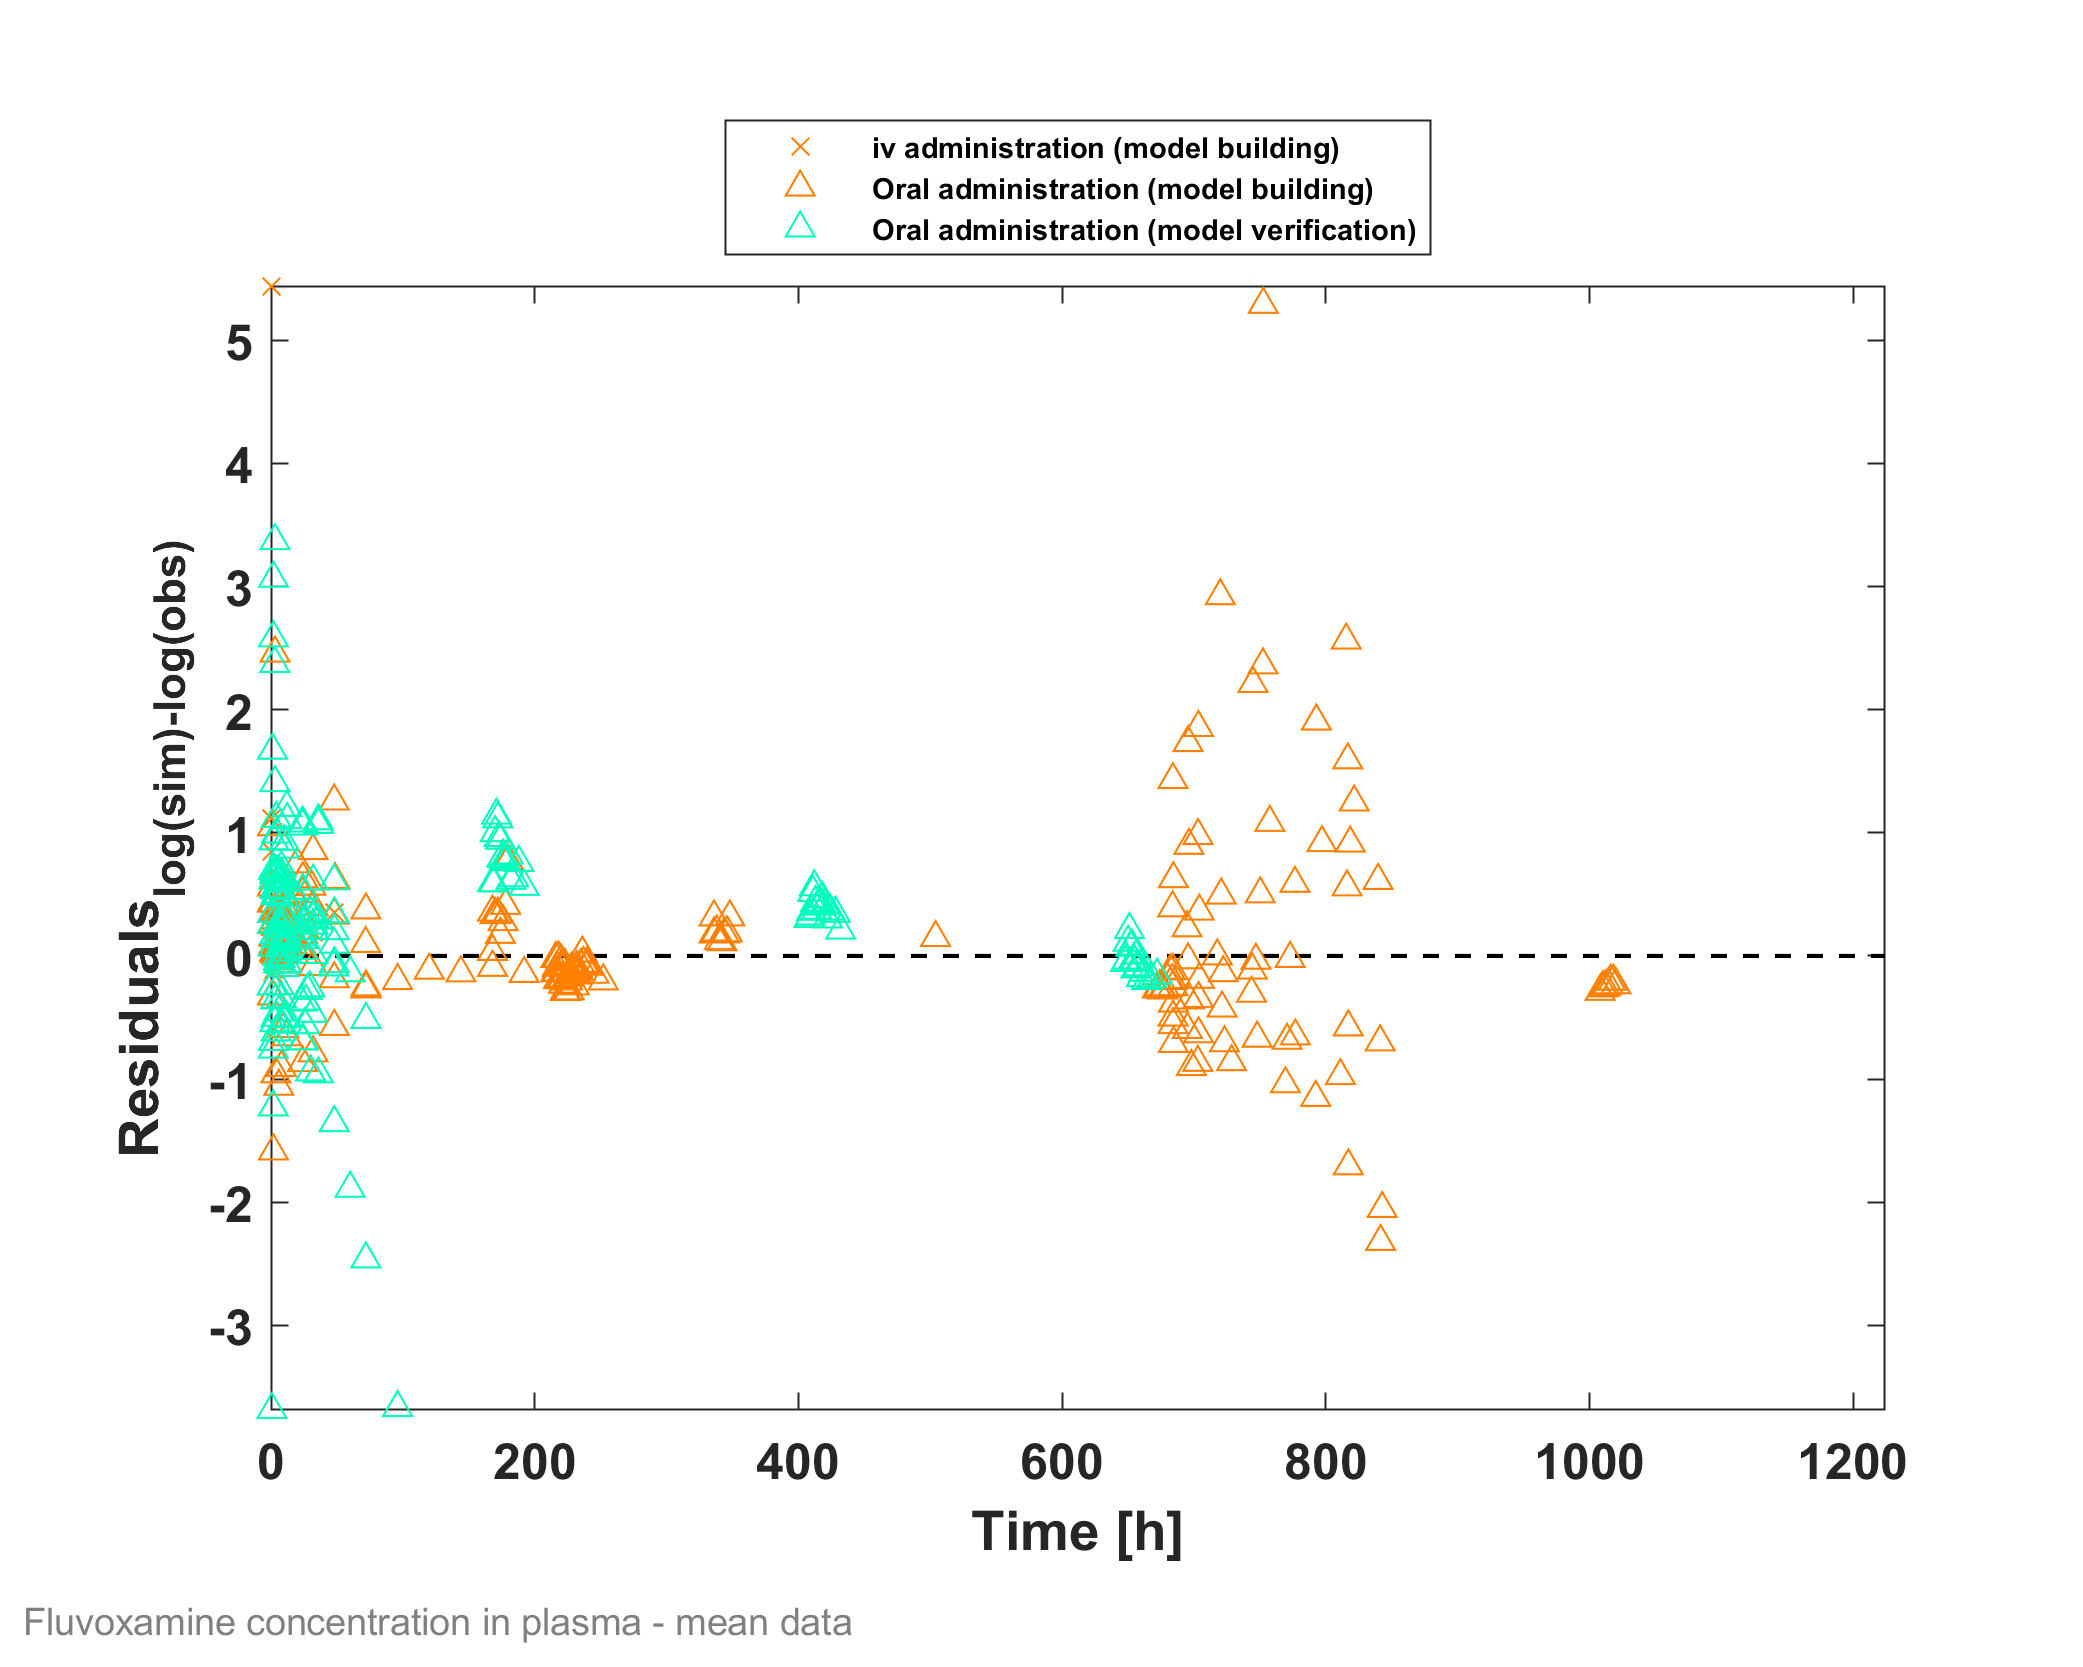 iv administration (model building)
Oral administration (model building)
Oral administration (model verification)
5
4
3
2
1
0
-1
-2
-3
Residuals log(sim)-log(obs)
0 200 400 600 800 1000 1200
Time [h]
Fluvoxamine concentration in plasma - mean data